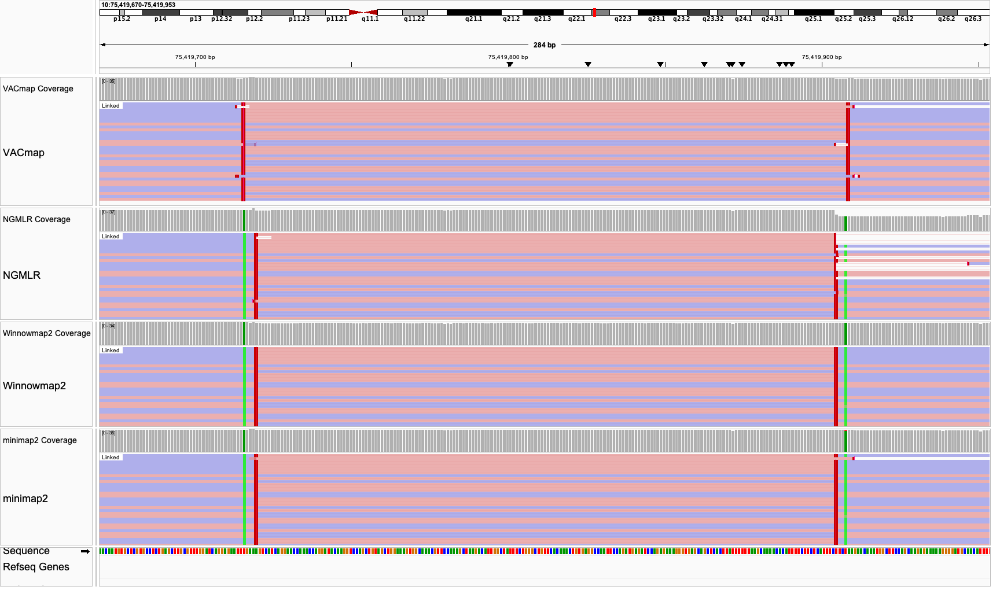 10:75,419,670-75,419,953
p15.2 p14 p13 p12.32 p12.2 p11.23 p11.21 q11.1 q11.22 q21.1 q21.2 q21.3 q22.1 q22.3 q23.1 q23.2 q23.32 q24.1 q24.31 q25.1 q25.2 q25.3 q26.12 q26.2 q26.3
284 bp
75,419,700 bp 75,419,800 bp 75,419,900 bp
[0 - 35]
VACmap Coverage
Linked
VACmap
[0 - 37]
NGMLR Coverage
Linked
NGMLR
[0 - 34]
Winnowmap2 Coverage
Linked
Winnowmap2
[0 - 35]
minimap2 Coverage
Linked
minimap2
Sequence
Refseq Genes